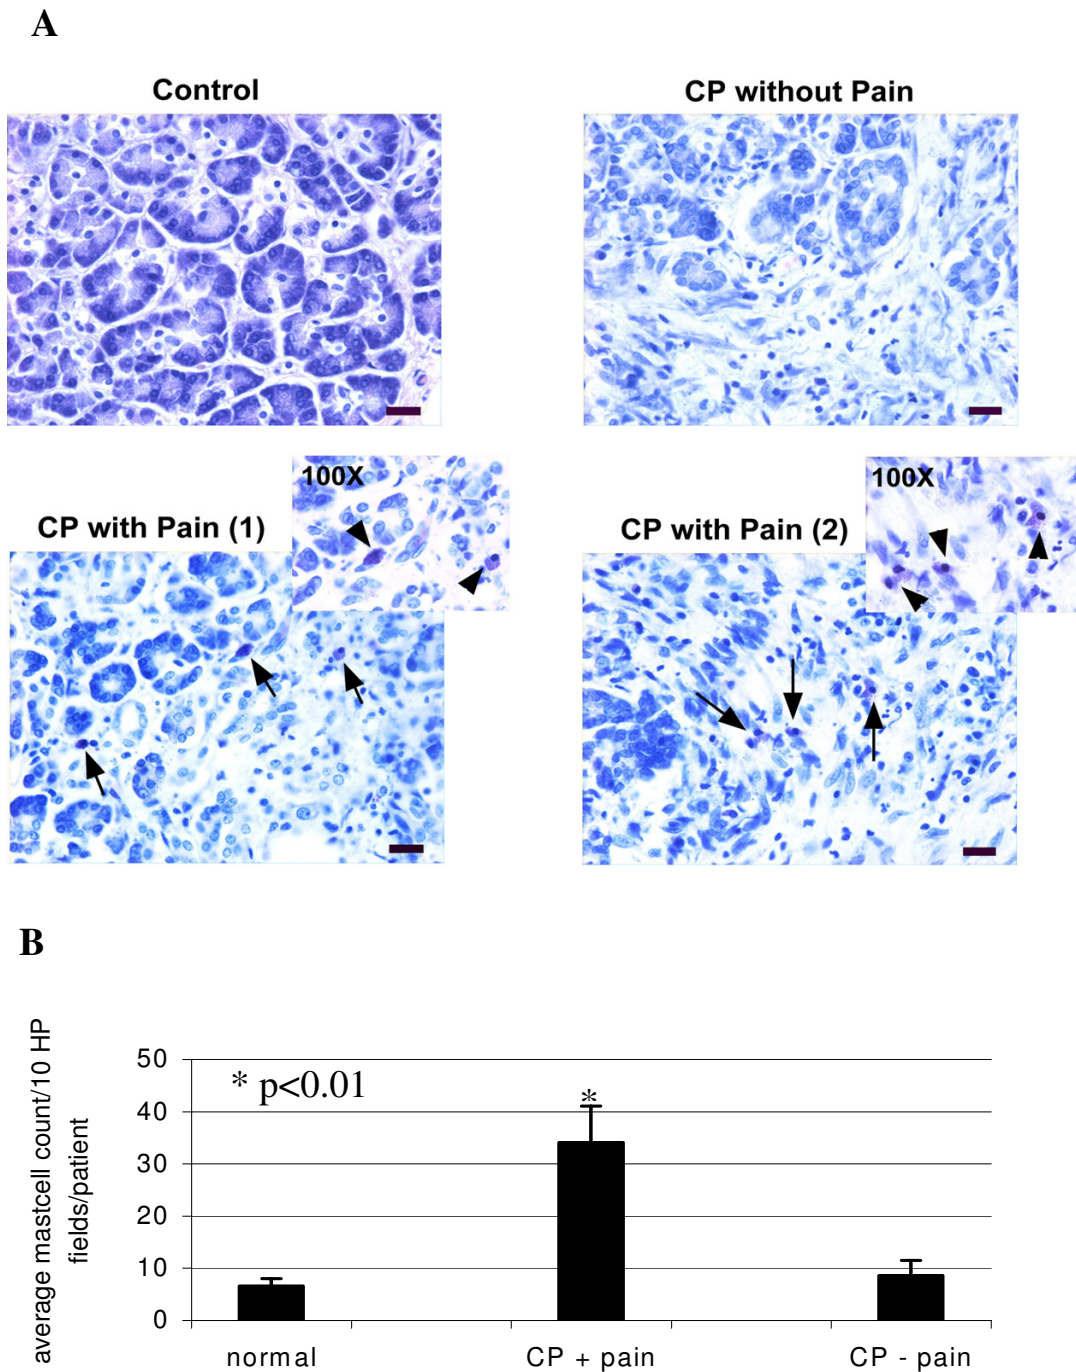 A
Control
CP without Pain
100X
CP with Pain (1)
100X
CP with Pain (2)
B
average mastcell count/10 HP
fields/patient
50
40
30
20
10
0
* p<0.01
*
normal
CP + pain
CP - pain